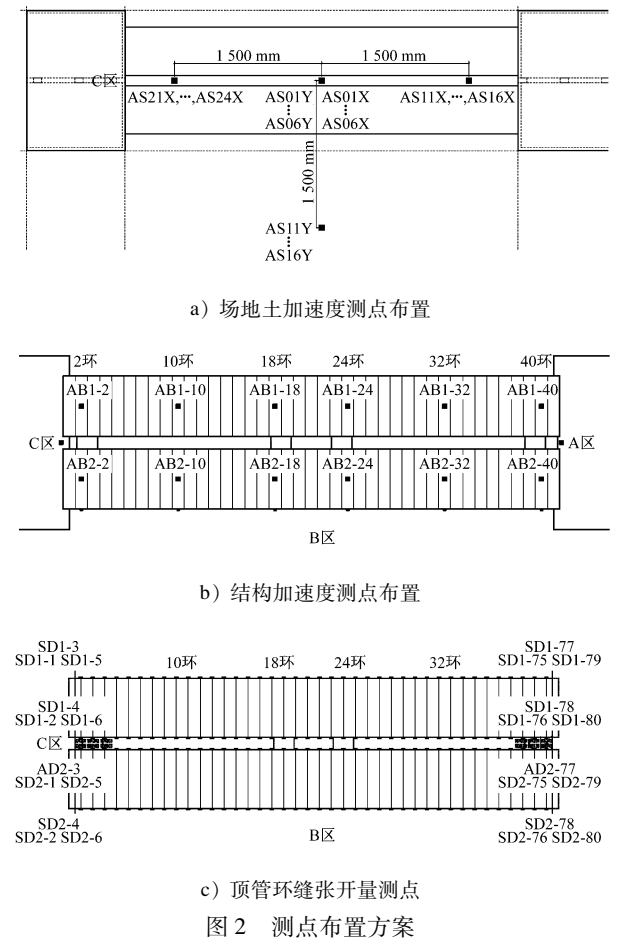 1 500 mm 1 500 mm
C区
AS21X,…,AS24X AS01Y AS01X AS11X,…,AS16X
⋮ ⋮
AS06Y AS06X
1 500 mm
AS11Y
⋮
AS16Y
a）场地土加速度测点布置
2环 10环 18环 24环 32环 40环
AB1-2 AB1-10 AB1-18 AB1-24 AB1-32 AB1-40
C区 A区
AB2-2 AB2-10 AB2-18 AB2-24 AB2-32 AB2-40
B区
b）结构加速度测点布置
SD1-3 SD1-77
SD1-1 SD1-5 10环 18环 24环 32环 SD1-75 SD1-79
SD1-4 SD1-78
SD1-2 SD1-6 SD1-76 SD1-80
C区
AD2-3 AD2-77
SD2-1 SD2-5 SD2-75 SD2-79
SD2-4 SD2-78
SD2-2 SD2-6 B区 SD2-76 SD2-80
c）顶管环缝张开量测点
图 2 测点布置方案